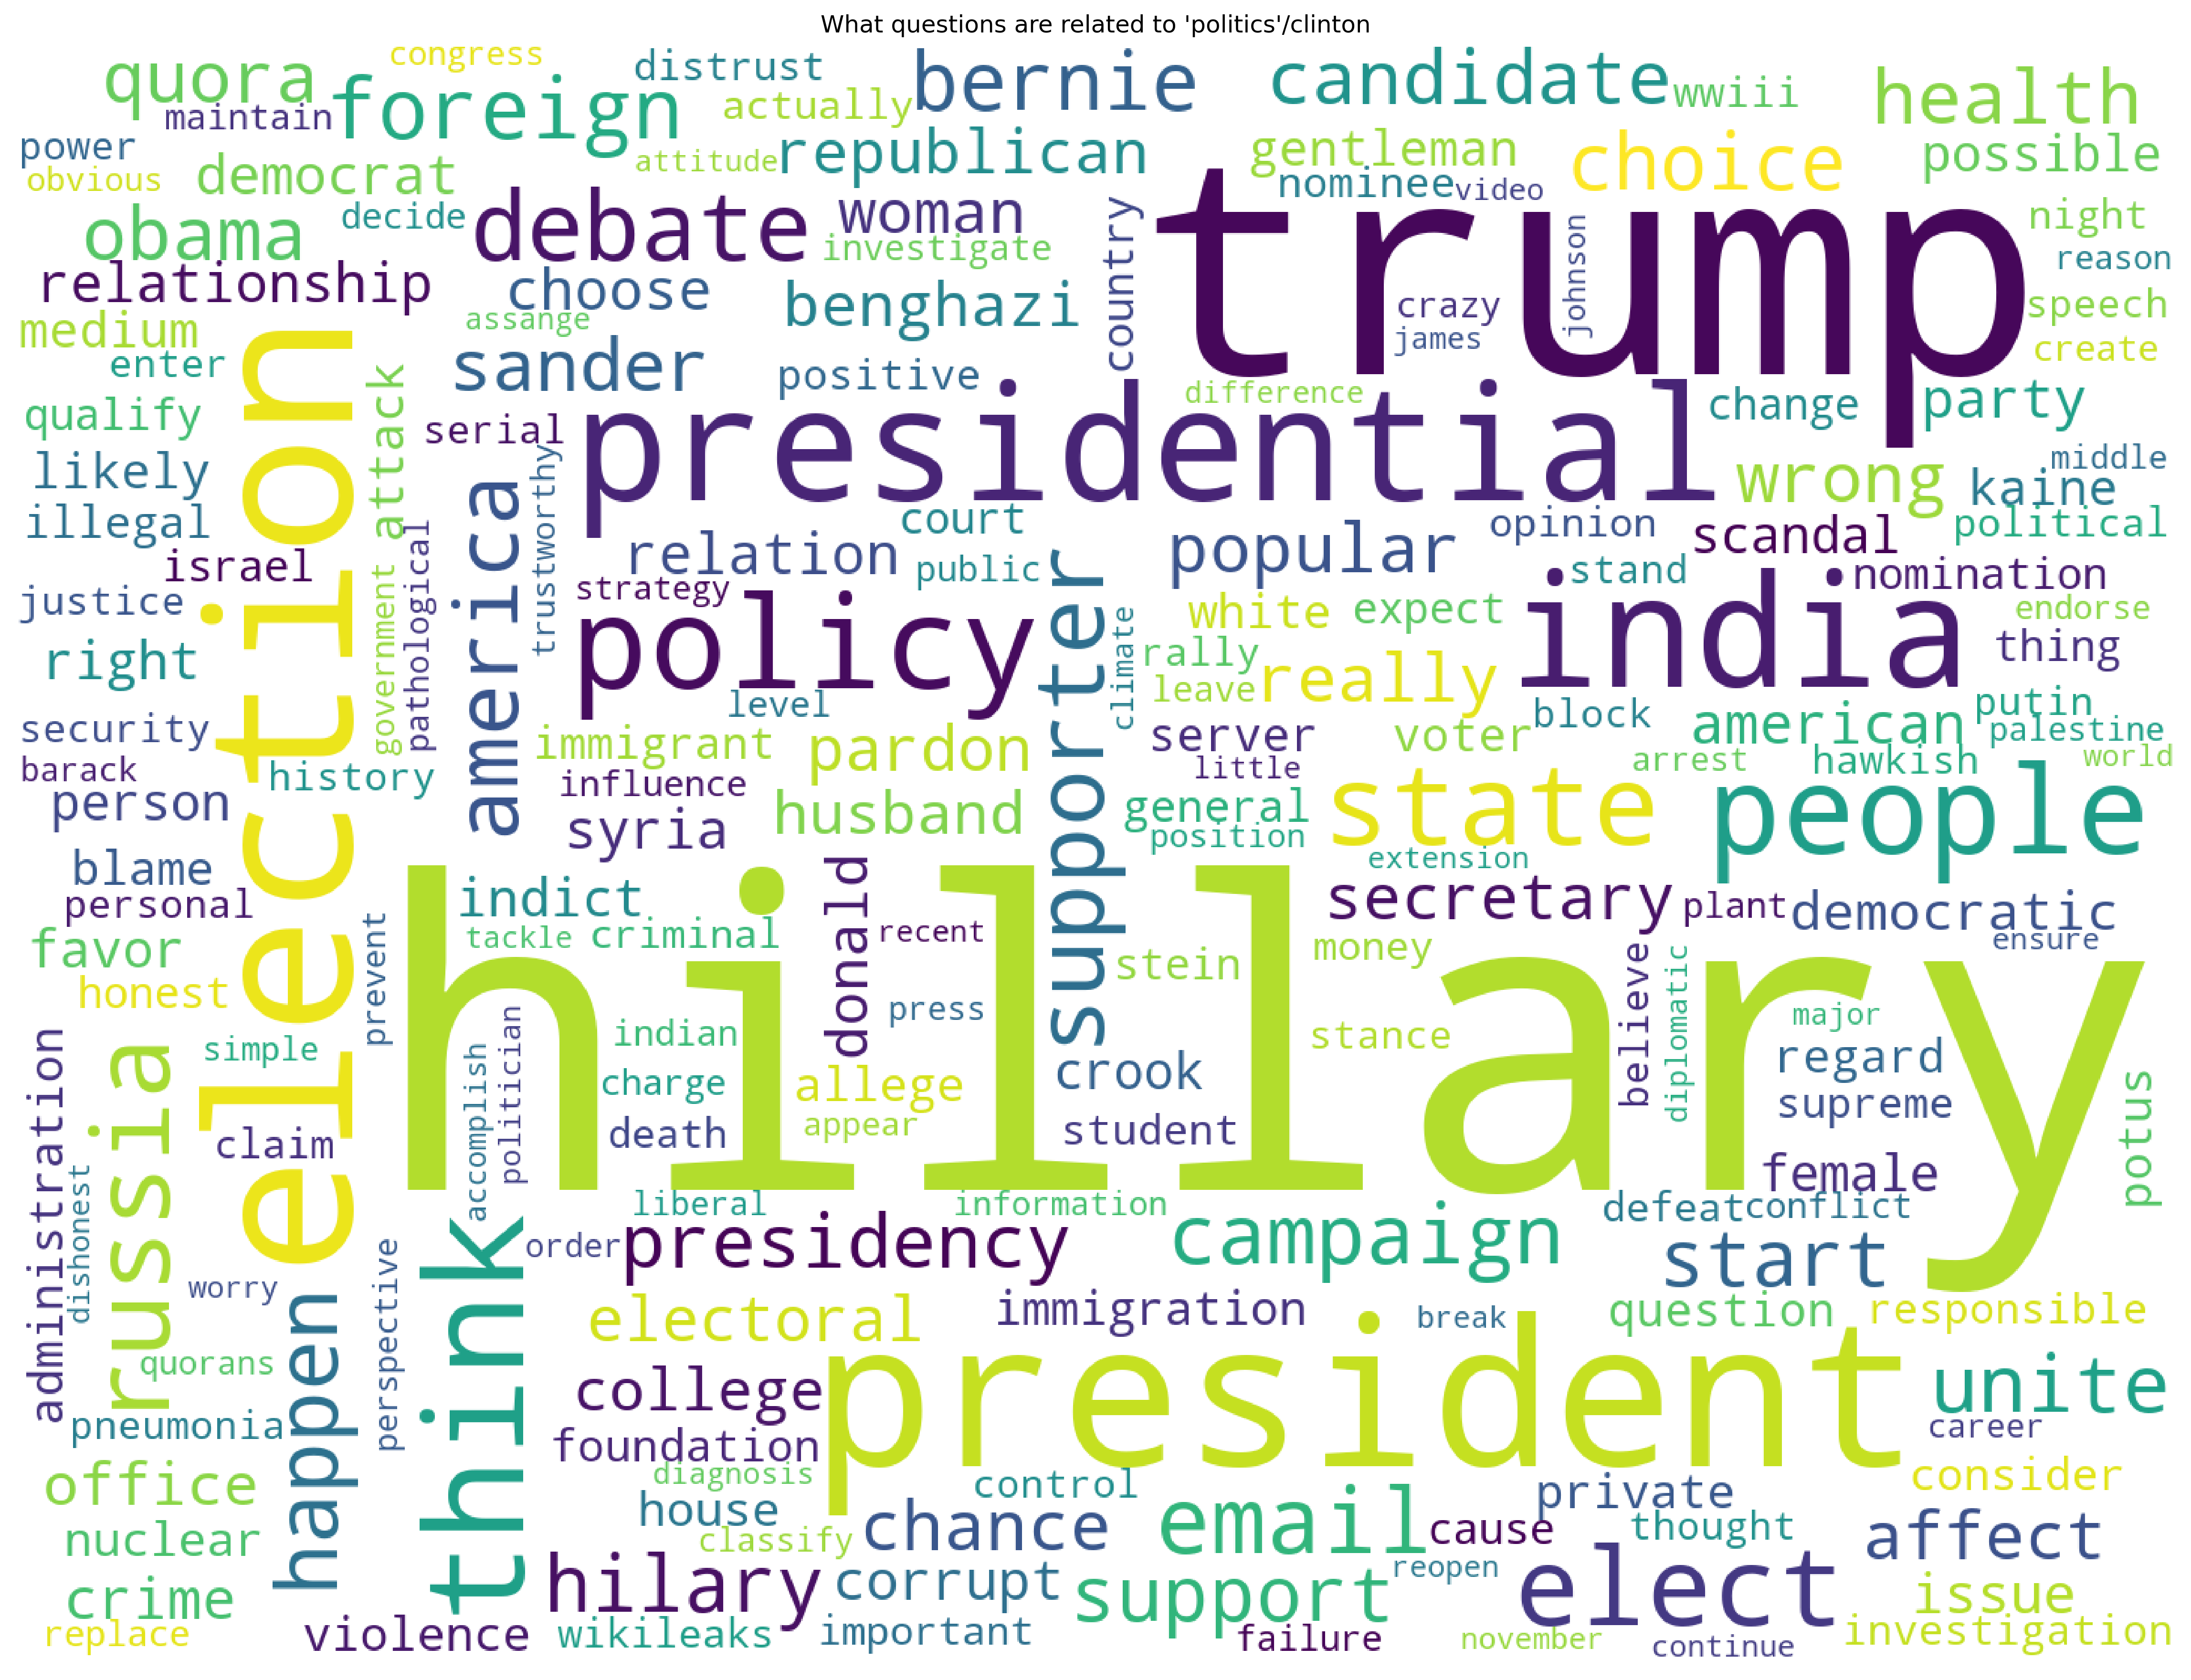 What questions are related to 'politics'/clinton
quora
congress
distrust
bernie
candidate
wwiii
health
maintain
foreign
actually
power
obvious
democrat
attitude
republican
gentleman
choice
possible
nominee
video
obama
decide
debate
woman
investigate
country
trump
johnson
night
reason
relationship
choose
benghazi
crazy
james
speech
create
medium
assange
enter
sander
positive
difference
change
party
qualify
attack
serial
presidential
election
likely
america
trustworthy
wrong
kaine
middle
illegal
pathological
court
opinion
scandal
political
israel
relation
popular
public
stand
nomination
justice
government
strategy
policy
supporter
climate
white
expect
india
endorse
thing
right
rally
leave
really
security
level
putin
palestine
barack
history
immigrant
pardon
server
voter
block
american
little
arrest
hawkish
world
person
influence
syria
husband
general
position
state
people
blame
extension
personal
indict
donald
secretary
plant
democratic
favor
prevent
tackle
criminal
recent
stein
money
believe
diplomatic
ensure
honest
hillary
simple
indian
press
stance
major
administration
russia
accomplish
politician
charge
allege
crook
regard
supreme
potus
claim
death
appear
student
female
dishonest
liberal
information
defeat
conflict
think
order
presidency
campaign
start
worry
happen
perspective
electoral
immigration
break
question
responsible
quorans
college
president
unite
pneumonia
foundation
career
office
diagnosis
control
private
consider
nuclear
house
classify
chance
email
cause
thought
affect
crime
hilary
corrupt
support
reopen
elect
issue
replace
violence
wikileaks
important
failure
november
continue
investigation